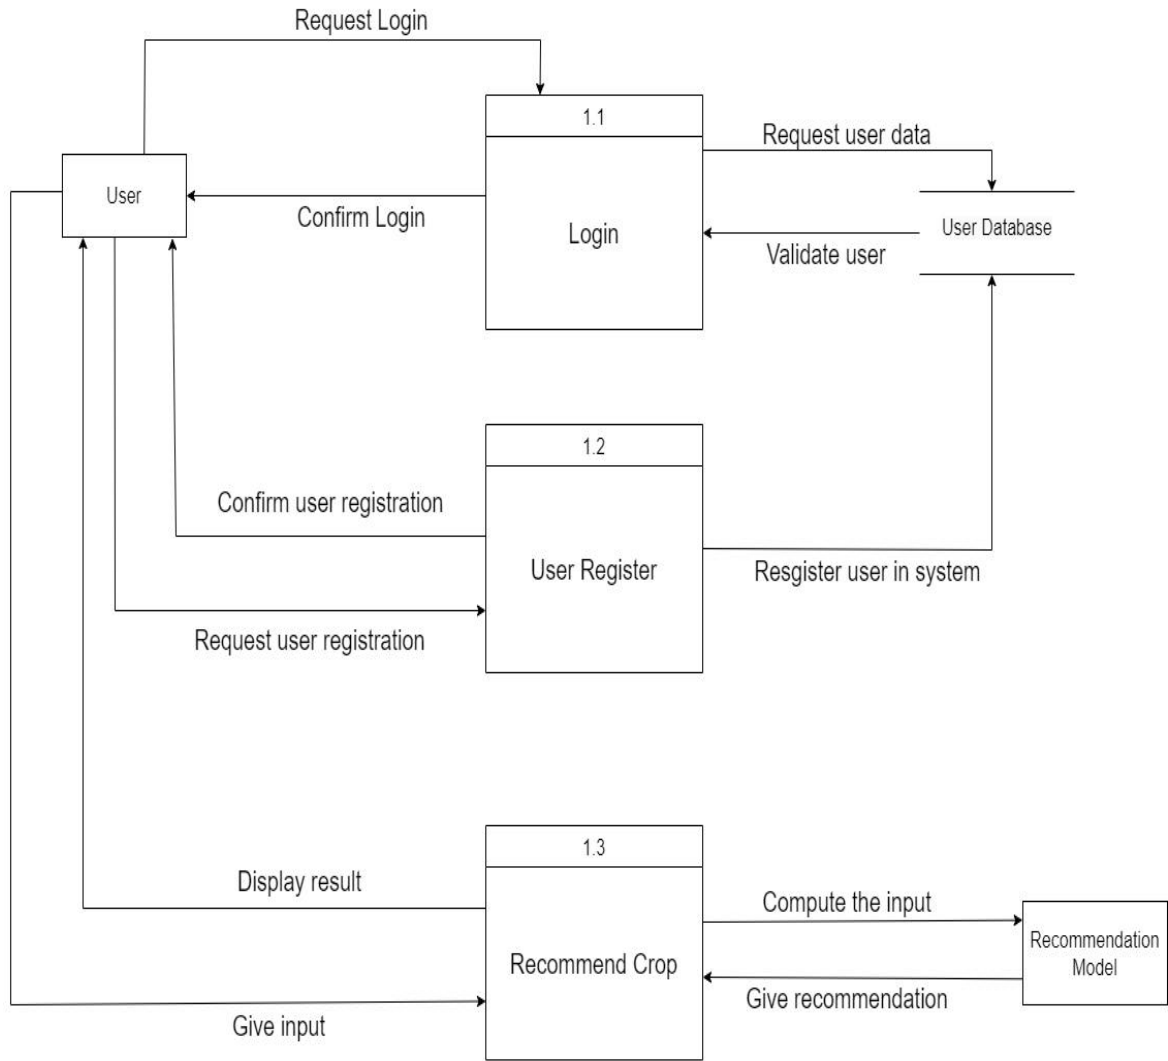 Request Login
1.1
Request user data
User
Confirm Login
Login
User Database
Validate user
1.2
Confirm user registration
User Register
Resgister user in system
Request user registration
1.3
Display result
Compute the input
Recommend Crop
Recommendation
Model
Give recommendation
Give input